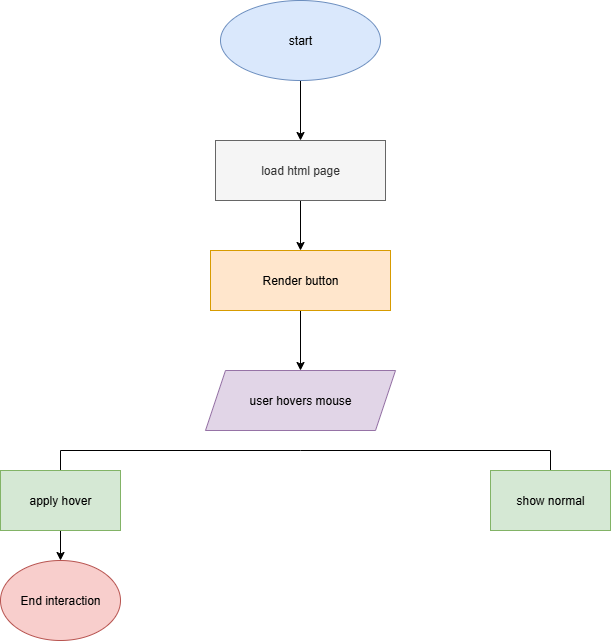 start
load html page
Render button
user hovers mouse
apply hover
show normal
End interaction